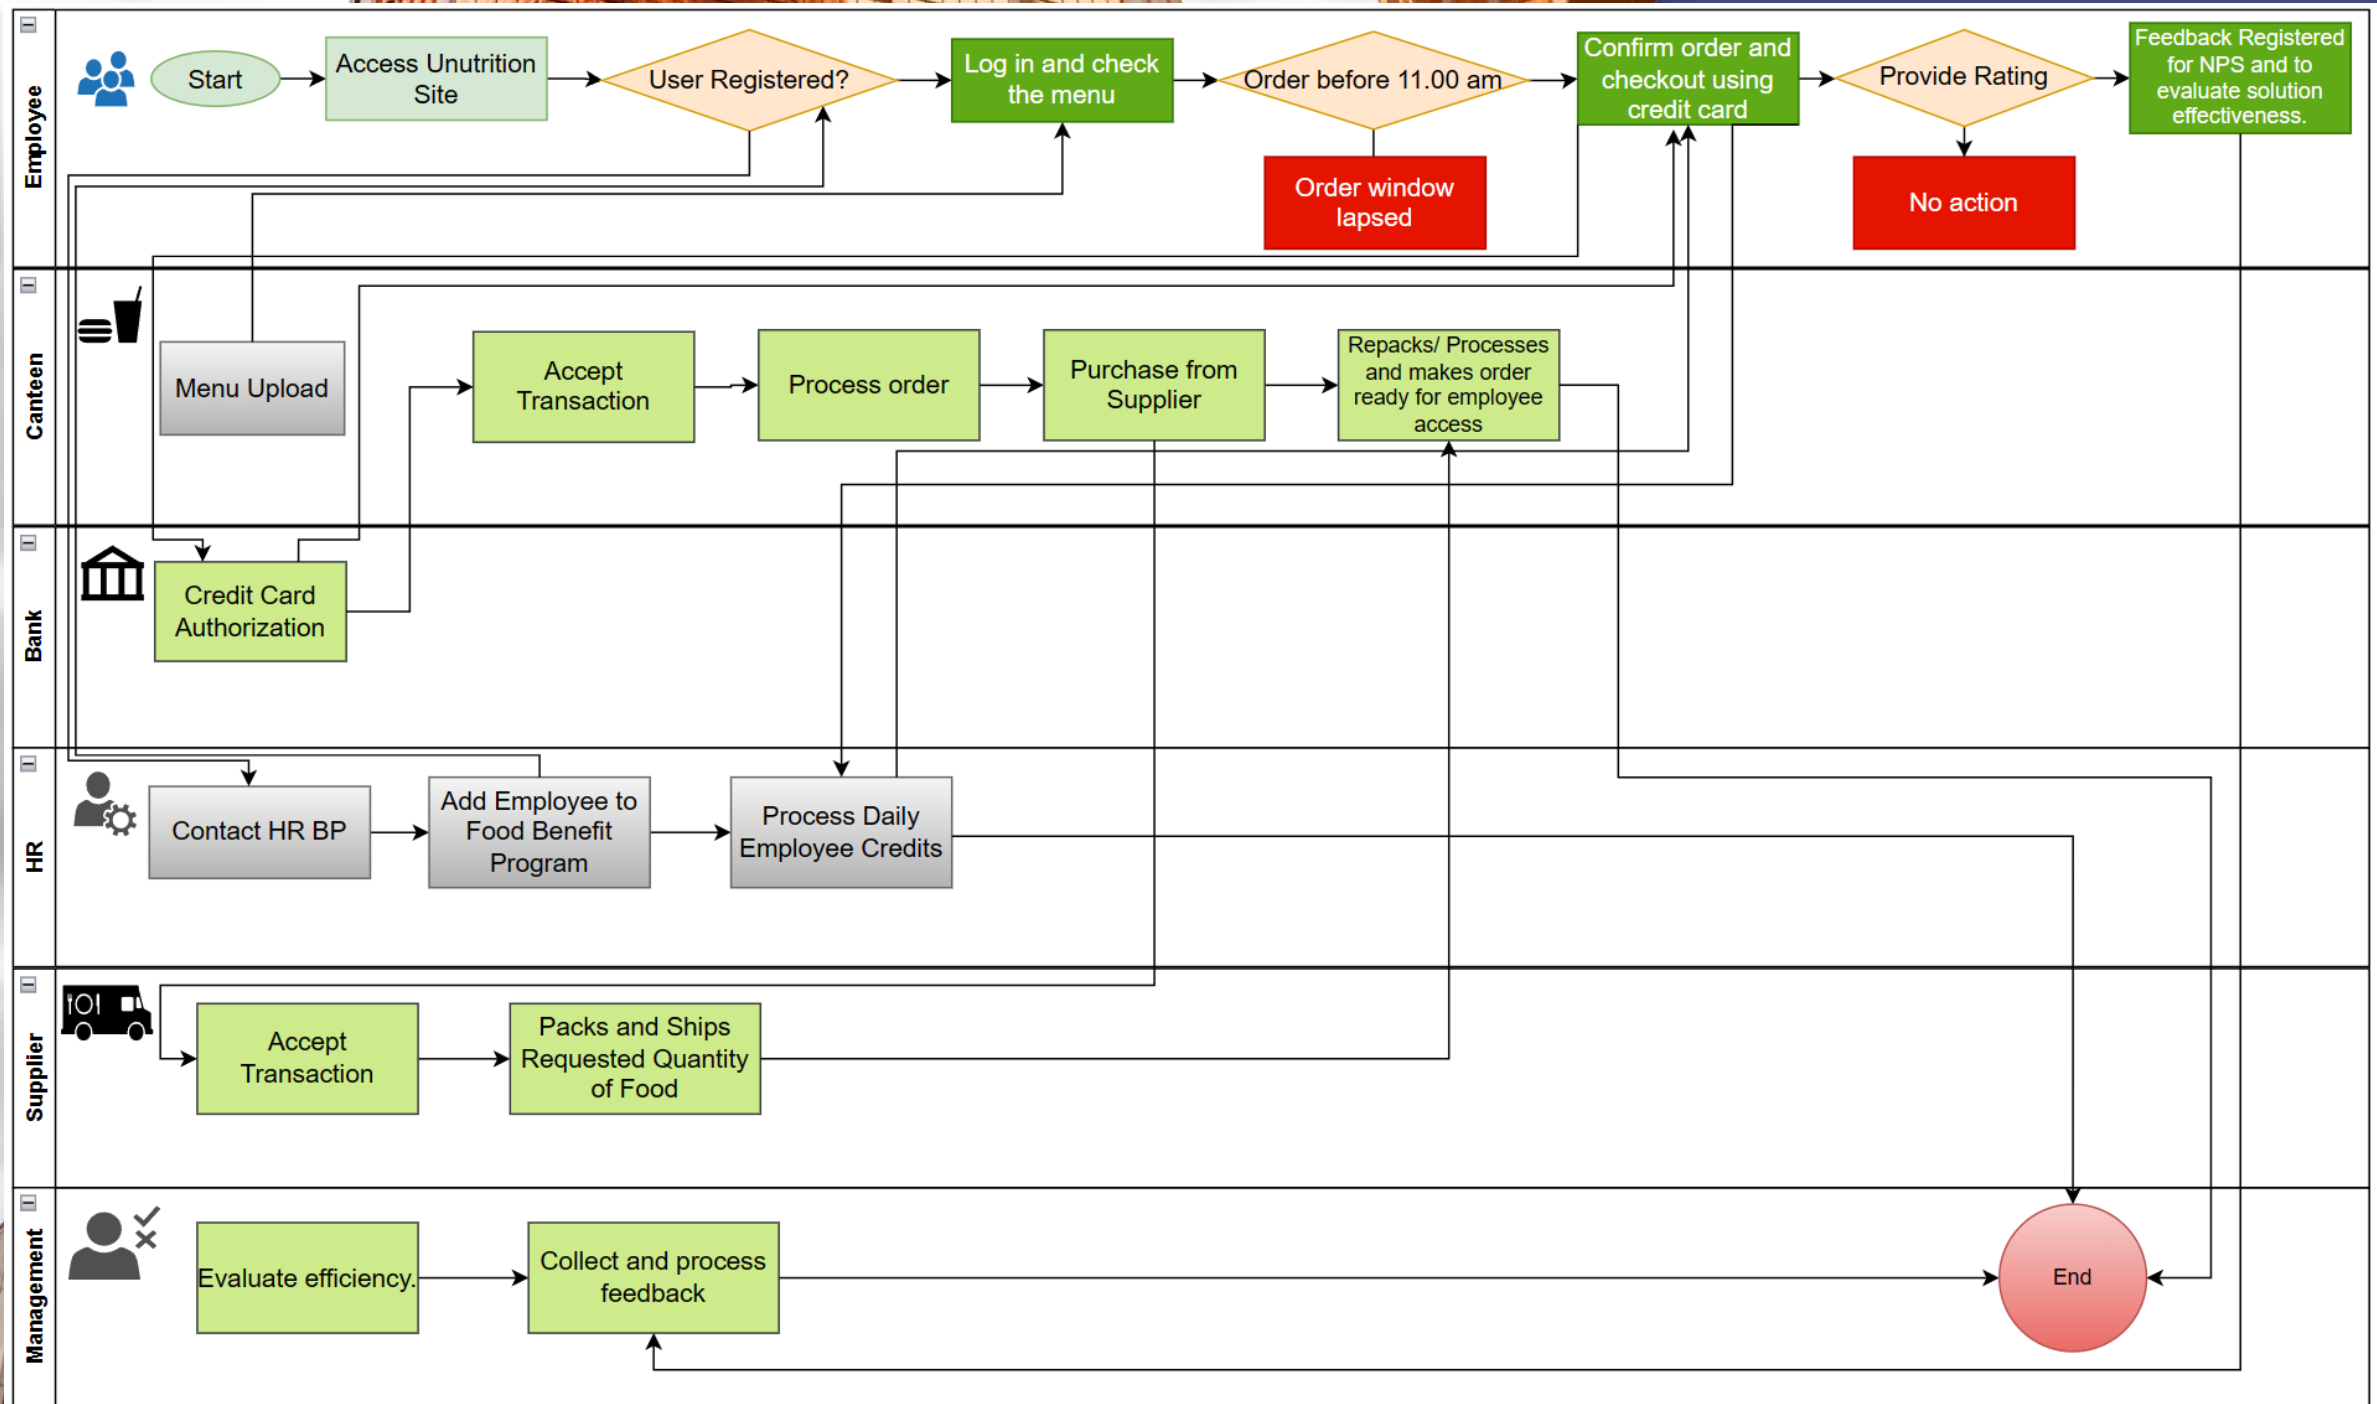 Employee
Start
Access Unutrition
Site
User Registered?
Log in and check
the menu
Order before 11.00 am
Confirm order and
checkout using
credit card
Provide Rating
Feedback Registered
for NPS and to
evaluate solution
effectiveness.
Order window
lapsed
No action
Canteen
Menu Upload
Accept
Transaction
Process order
Purchase from
Supplier
Repacks/ Processes
and makes order
ready for employee
access
Bank
Credit Card
Authorization
HR
Contact HR BP
Add Employee to
Food Benefit
Program
Process Daily
Employee Credits
Supplier
Accept
Transaction
Packs and Ships
Requested Quantity
of Food
Management
Evaluate efficiency.
Collect and process
feedback
End